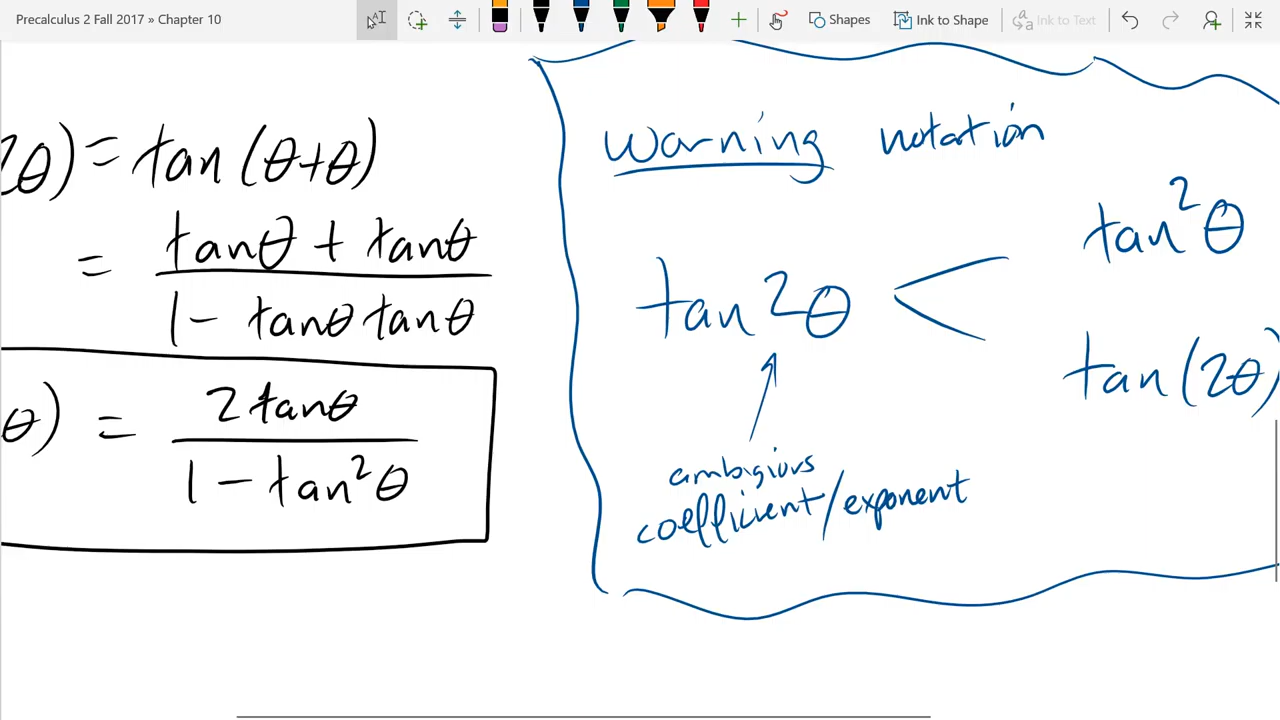 Precalculus 2 Fall 2017 » Chapter 10
Shapes
Ink to Shape
Ink to Text
2θ) = tan(θ+θ)
= tanθ + tanθ / 1 - tanθ tanθ
θ) = 2tanθ / 1 - tan²θ
Warning notation
tan 2θ < tan²θ
tan(2θ)
ambigiors
coefficient/exponent